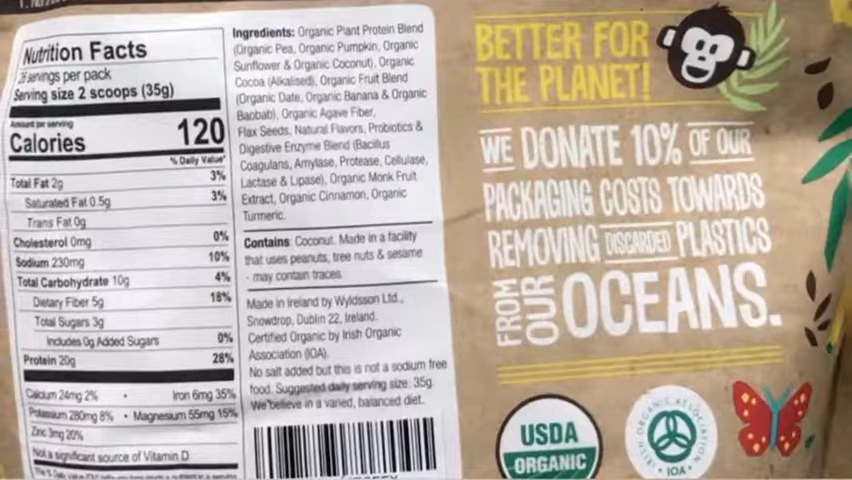 Nutrition Facts
servings per pack
Serving size 2 scoops (35g)
Amount per serving
Calories 120
% Daily Value*
Total Fat 2g 3%
Saturated Fat 0.5g 3%
Trans Fat 0g
Cholesterol 0mg 0%
Sodium 230mg 10%
Total Carbohydrate 10g 4%
Dietary Fiber 5g 18%
Total Sugars 3g
Includes 0g Added Sugars 0%
Protein 20g 28%
Calcium 24mg 2% • Iron 6mg 35%
Potassium 280mg 8% • Magnesium 55mg 15%
Zinc 3mg 20%
Not a significant source of Vitamin D
Ingredients: Organic Plant Protein Blend
(Organic Pea, Organic Pumpkin, Organic
Sunflower & Organic Coconut), Organic
Cocoa (Alkalised), Organic Fruit Blend
(Organic Date, Organic Banana & Organic
Baobab), Organic Agave Fiber,
Flax Seeds, Natural Flavors, Probiotics &
Digestive Enzyme Blend (Bacillus
Coagulans, Amylase, Protease, Cellulase,
Lactase & Lipase), Organic Monk Fruit
Extract, Organic Cinnamon, Organic
Turmeric.
Contains: Coconut. Made in a facility
that uses peanuts, tree nuts & sesame
- may contain traces.
Made in Ireland by Wyldsson Ltd.,
Snowdrop, Dublin 22, Ireland.
Certified Organic by Irish Organic
Association (IOA).
No salt added but this is not a sodium free
food. Suggested daily serving size: 35g.
We believe in a varied, balanced diet.
BETTER FOR
THE PLANET!
WE DONATE 10% OF OUR
PACKAGING COSTS TOWARDS
REMOVING DISCARDED PLASTICS
FROM OUR OCEANS.
USDA
ORGANIC
IRISH ORGANIC ASSOCIATION
• IOA •